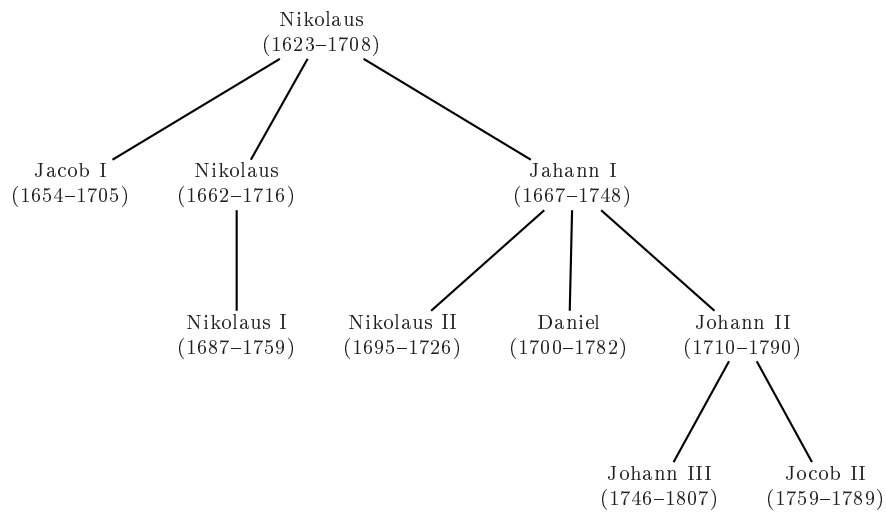 Nikolaus
(1623–1708)
Jacob I
(1654–1705)
Nikolaus
(1662–1716)
Jahann I
(1667–1748)
Nikolaus I
(1687–1759)
Nikolaus II
(1695–1726)
Daniel
(1700–1782)
Johann II
(1710–1790)
Johann III
(1746–1807)
Jocob II
(1759–1789)